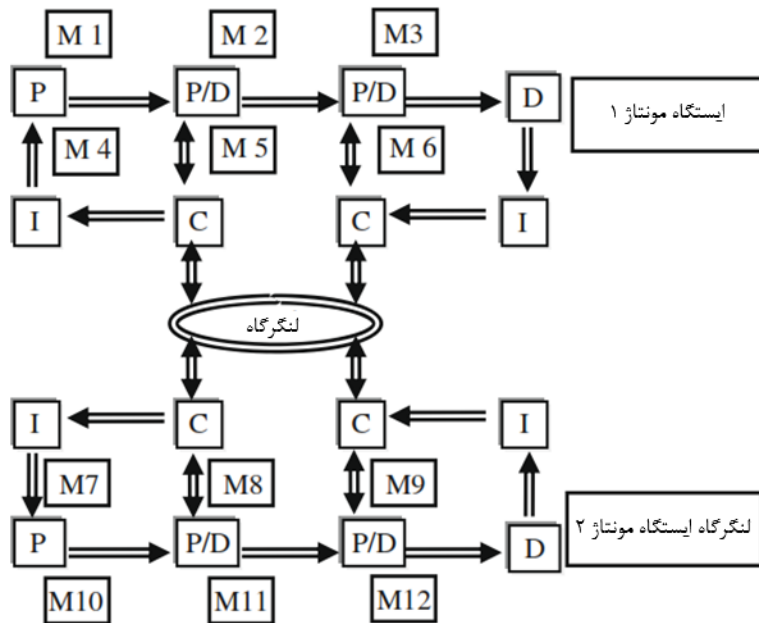 M 1 M 2 M3
P P/D P/D D ایستگاه مونتاژ ۱
M 4 M 5 M 6
I C C I
لنگرگاه
I C C I
M7 M8 M9
P P/D P/D D لنگرگاه ایستگاه مونتاژ ۲
M10 M11 M12